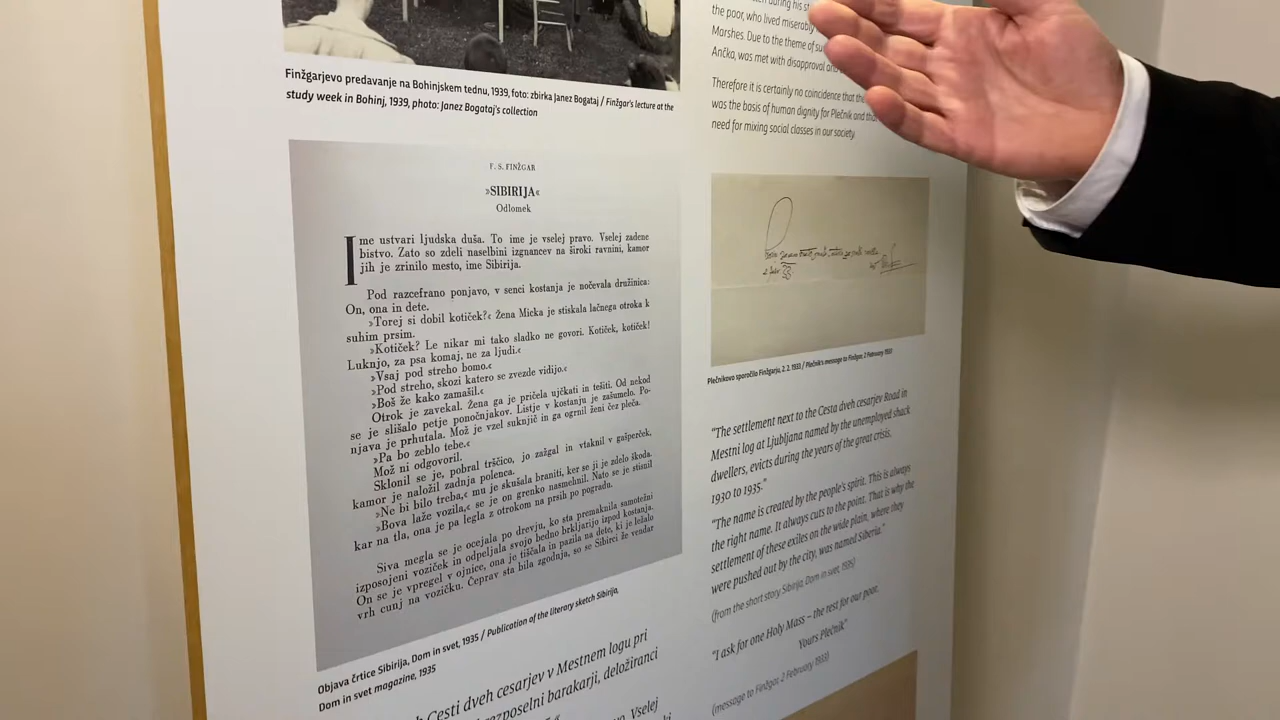 Finžgarjevo predavanje na Bohinjskem tednu, 1939, foto: zbirka Janez Bogataj / Finžgar's lecture at the
study week in Bohinj, 1939, photo: Janez Bogataj's collection
F. S. FINŽGAR
»SIBIRIJA«
Odlomek
Ime ustvari ljudska duša. To ime je vselej pravo. Vselej zadene
bistvo. Zato so zdeli naselbini izgnancev na široki ravnini, kamor
jih je zrinilo mesto, ime Sibirija.
Pod razcefrano ponjavo, v senci kostanja je nočevala družinica:
On, ona in dete.
»Torej si dobil kotiček?« Žena Micka je stiskala lačnega otroka k
suhim prsim.
»Kotiček? Le nikar mi tako sladko ne govori. Kotiček, kotiček!
Luknjo, za psa komaj, ne za ljudi.«
»Vsaj pod streho bomo.«
»Pod streho, skozi katero se zvezde vidijo.«
»Boš že kako zamašil.«
Otrok je zavekal. Žena ga je pričela ujčkati in tešiti. Od nekod
se je slišalo petje ponočnjakov. Listje v kostanju je zašumelo. Po-
njava je prhutala. Mož je vzel suknjič in ga ogrnil ženi čez pleča.
»Pa bo zeblo tebe.«
Mož ni odgovoril.
Sklonil se je, pobral trščico, jo zažgal in vtaknil v gašperček,
kamor je naložil zadnja polenca.
»Ne bi bilo treba,« mu je skušala braniti, ker se ji je zdelo škoda.
»Bova laže vozila,« se je on grenko nasmehnil. Nato se je stisnil
kar na tla, ona je pa legla z otrokom na prsih po pogradu.
Siva megla se je ocejala po drevju, ko sta premaknila samotežni
izposojeni voziček in odpeljala svojo bedno brkljarijo izpod kostanja.
On se je vpregel v ojnice, ona je tiščala in pazila na dete, ki je ležalo
vrh cunj na vozičku. Čeprav sta bila zgodnja, so se Sibirci že vendar
Objava črtice Sibirija, Dom in svet, 1935 / Publication of the literary sketch Sibirija,
Dom in svet magazine, 1935
Cesti dveh cesarjev v Mestnem logu pri
barakarji, deložiranci
Vselej
during his
the poor, who lived miserably
Marshes. Due to the theme of
Ančka, was met with disapproval
Therefore it is certainly no coincidence that the
was the basis of human dignity for Plečnik and
need for mixing social classes in our society
Plečnikovo sporočilo Finžgarju, 2. 2. 1933 / Plečnik's message to Finžgar, 2 February 1933
"The settlement next to the Cesta dveh cesarjev Road in
Mestni log at Ljubljana named by the unemployed shack
dwellers, evicts during the years of the great crisis,
1930 to 1935."
"The name is created by the people's spirit. This is always
the right name. It always cuts to the point. That is why the
settlement of these exiles on the wide plain, where they
were pushed out by the city, was named Siberia."
(from the short story Sibirija, Dom in svet, 1935)
"I ask for one Holy Mass – the test for our poor.
Yours Plečnik"
(message to Finžgar, 2 February 1933)